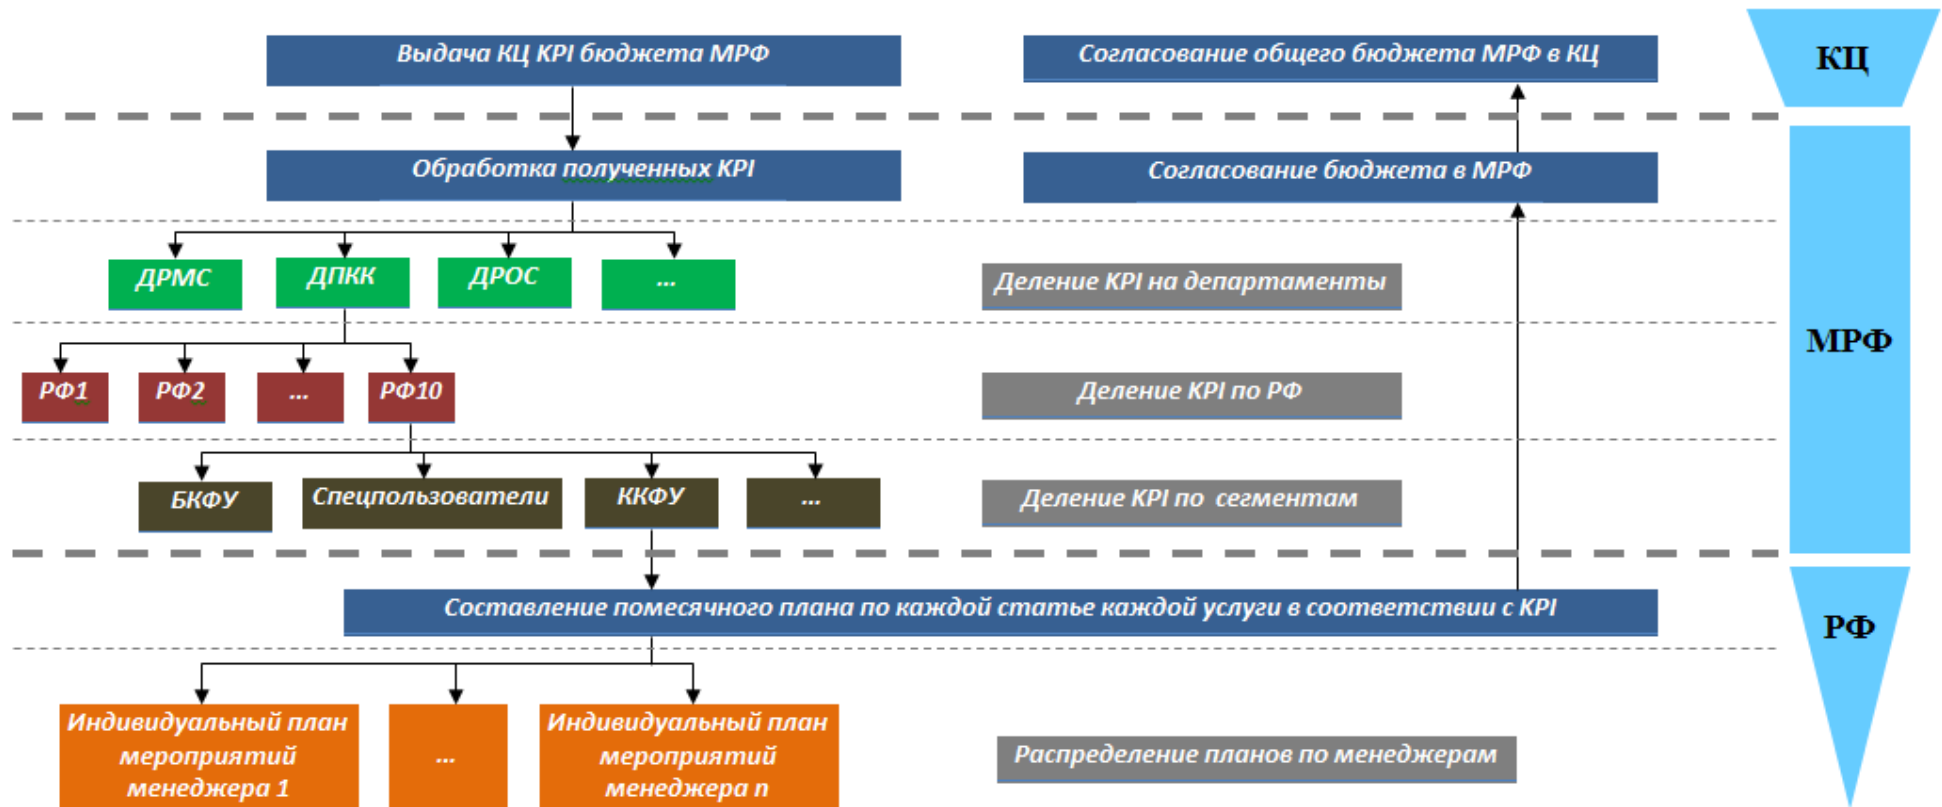 Выдача КЦ KPI бюджета МРФ
Согласование общего бюджета МРФ в КЦ
КЦ
Обработка полученных KPI
Согласование бюджета в МРФ
ДРМС
ДПКК
ДРОС
...
Деление KPI на департаменты
МРФ
РФ1
РФ2
...
РФ10
Деление KPI по РФ
БКФУ
Спецпользователи
ККФУ
...
Деление KPI по сегментам
Составление помесячного плана по каждой статье каждой услуги в соответствии с KPI
РФ
Индивидуальный план
мероприятий
менеджера 1
...
Индивидуальный план
мероприятий
менеджера n
Распределение планов по менеджерам